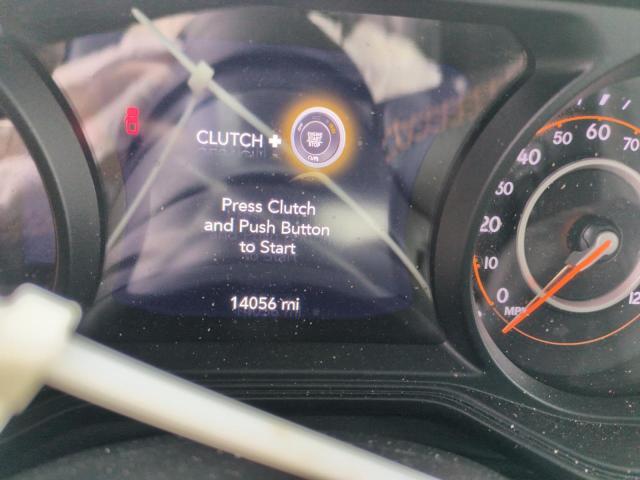 CLUTCH +
ENGINE
START
STOP
Press Clutch
and Push Button
to Start
14056 mi
0
10
20
30
40
50
60
70
12